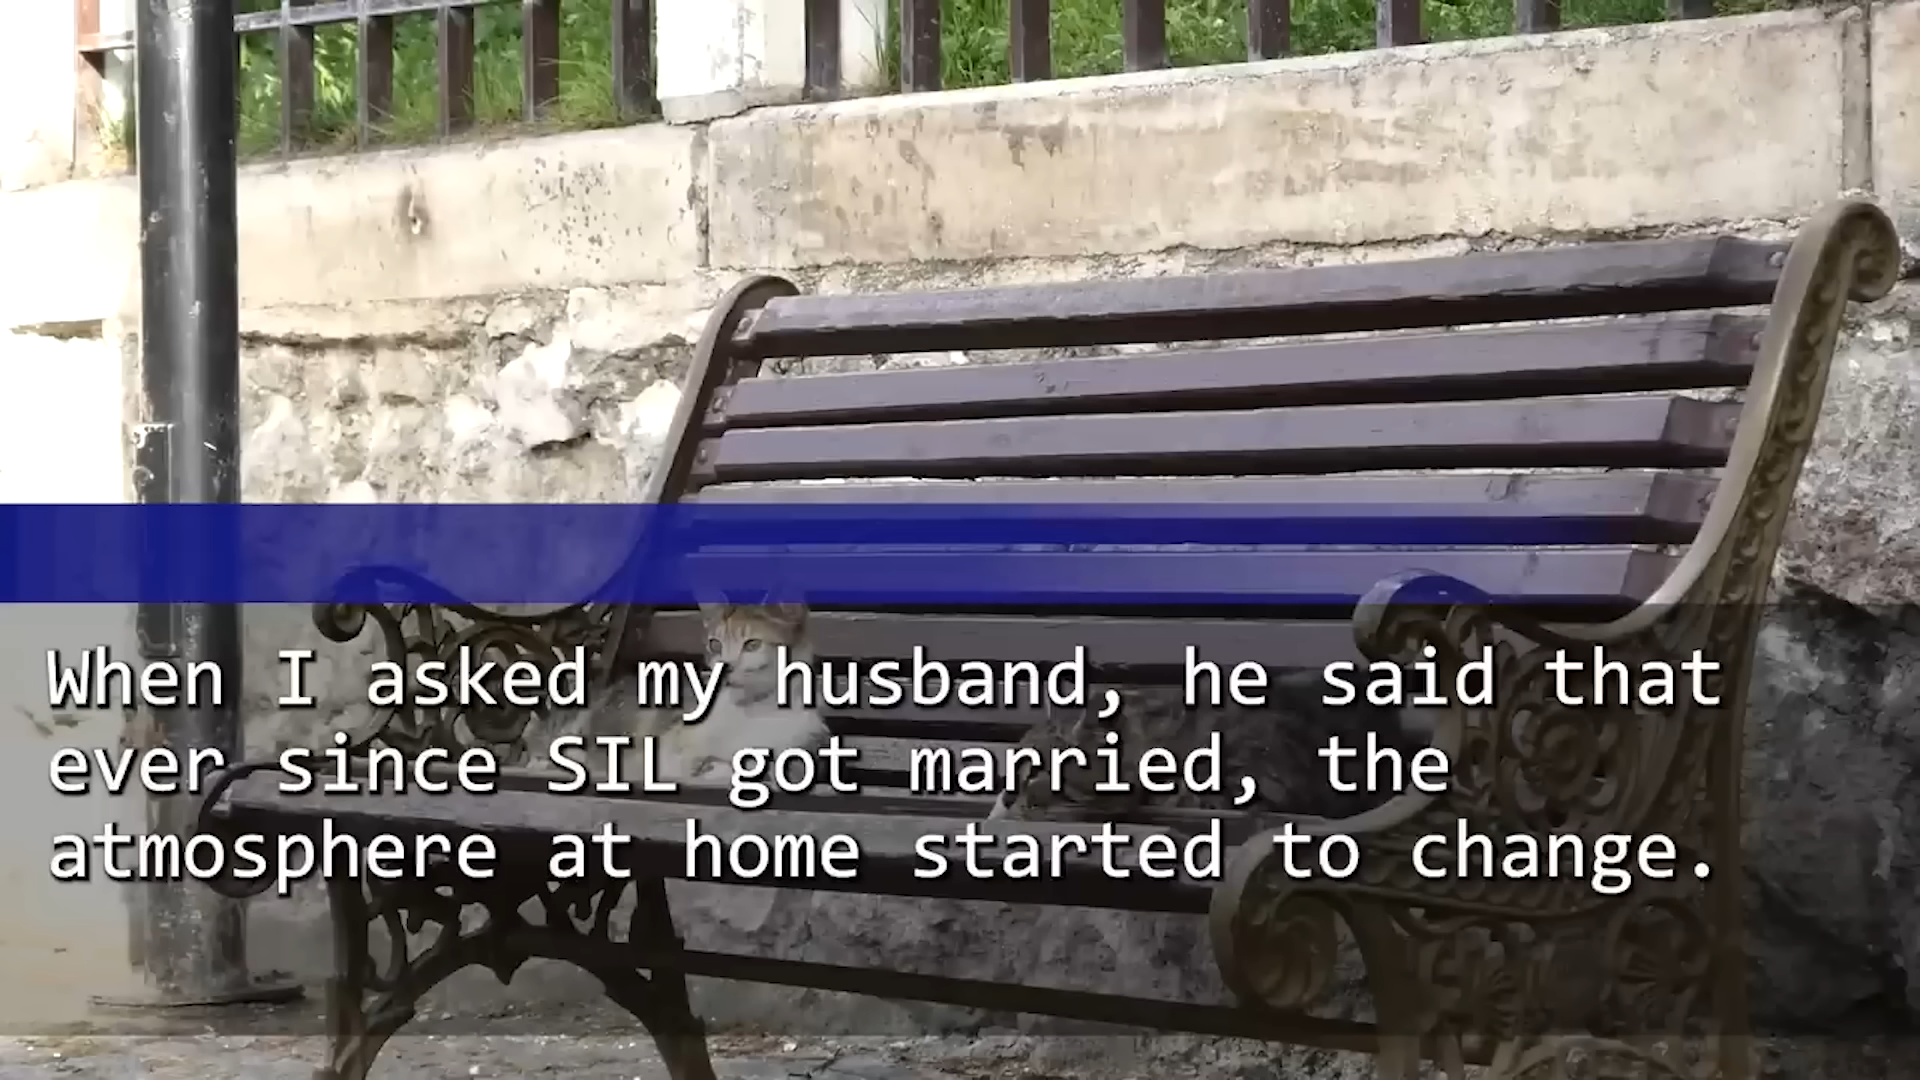 When I asked my husband, he said that
ever since SIL got married, the
atmosphere at home started to change.